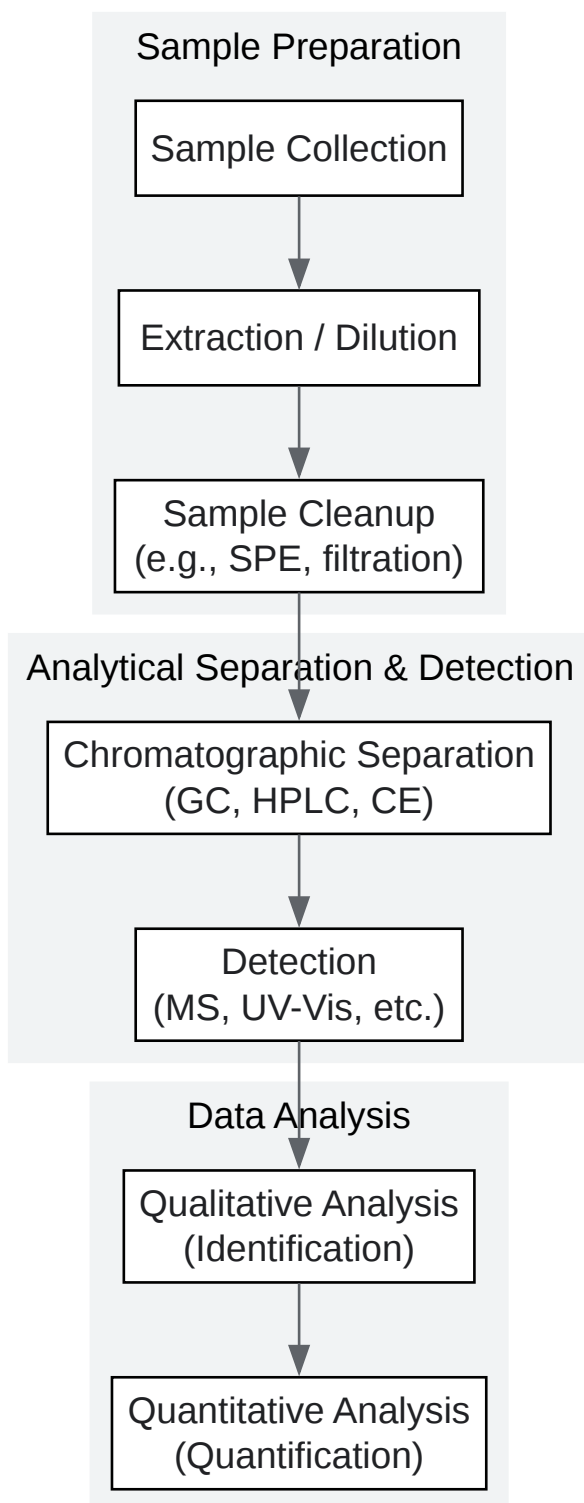 Sample Preparation
Sample Collection
Extraction / Dilution
Sample Cleanup
(e.g., SPE, filtration)
Analytical Separation & Detection
Chromatographic Separation
(GC, HPLC, CE)
Detection
(MS, UV-Vis, etc.)
Data Analysis
Qualitative Analysis
(Identification)
Quantitative Analysis
(Quantification)